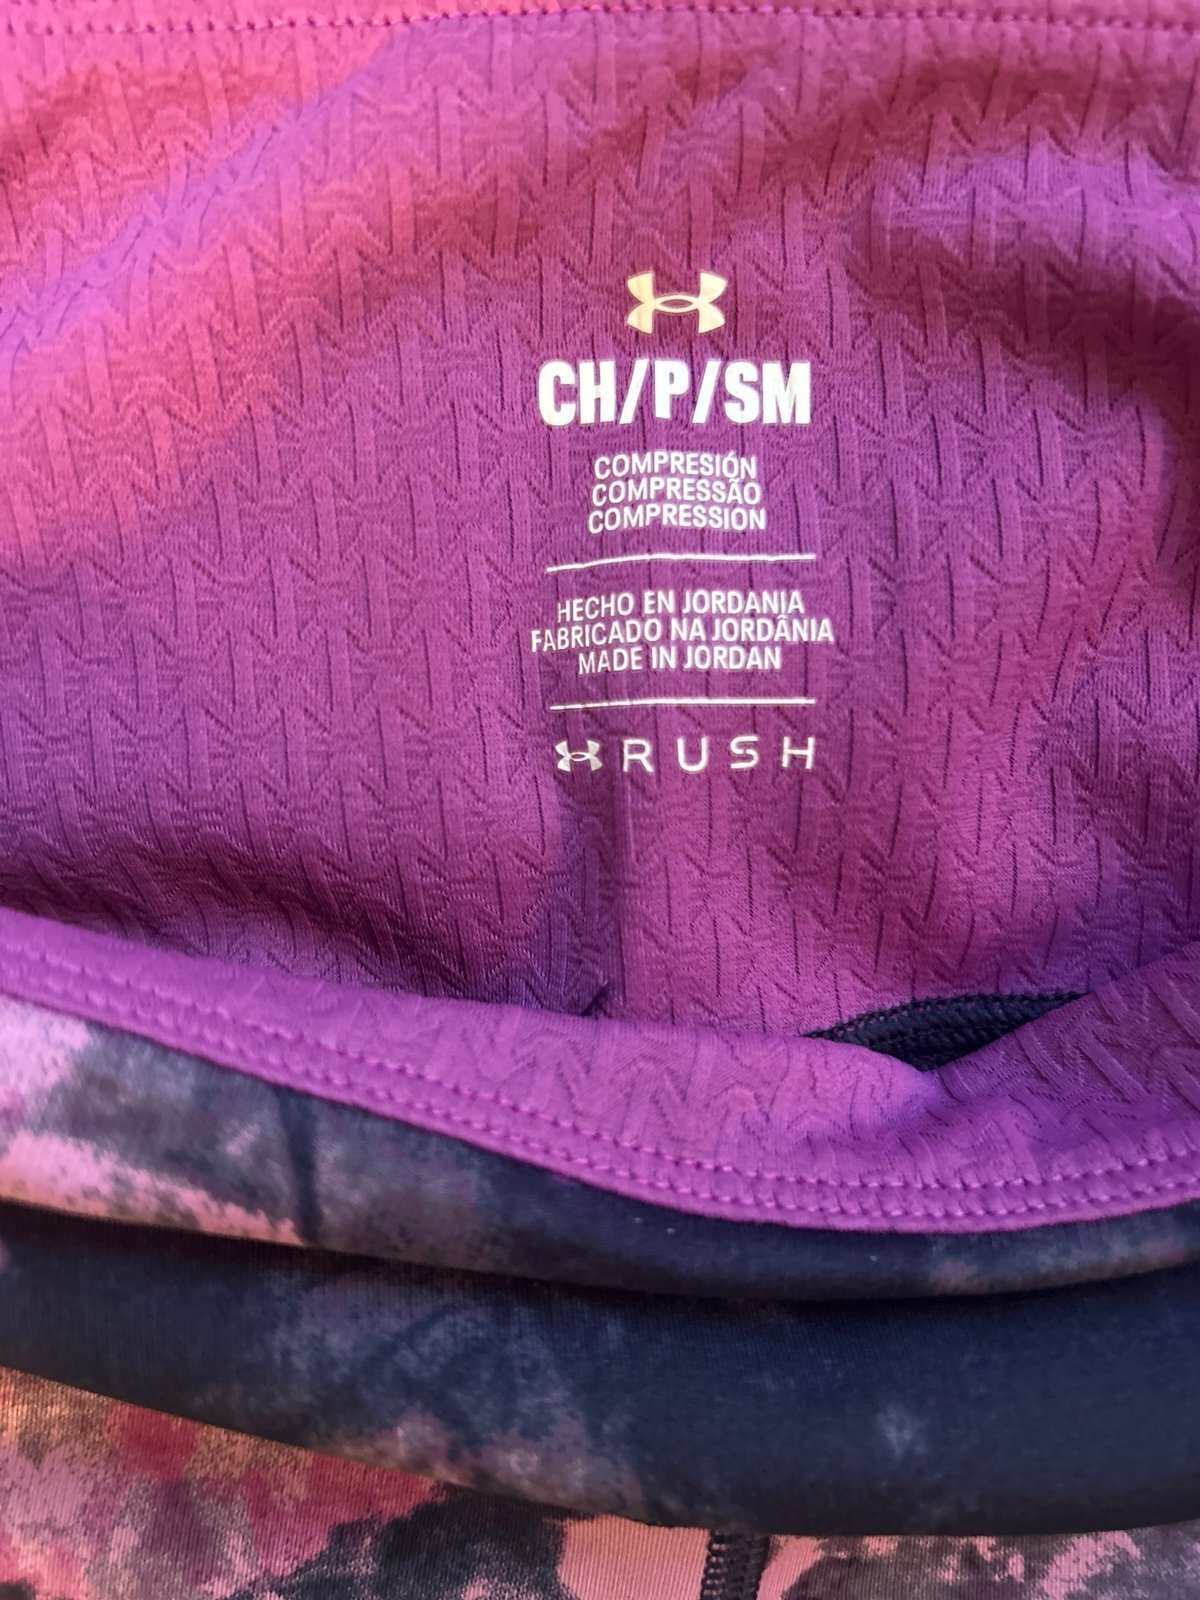 CH/P/SM
COMPRESIÓN
COMPRESSÃO
COMPRESSION
HECHO EN JORDANIA
FABRICADO NA JORDÂNIA
MADE IN JORDAN
RUSH